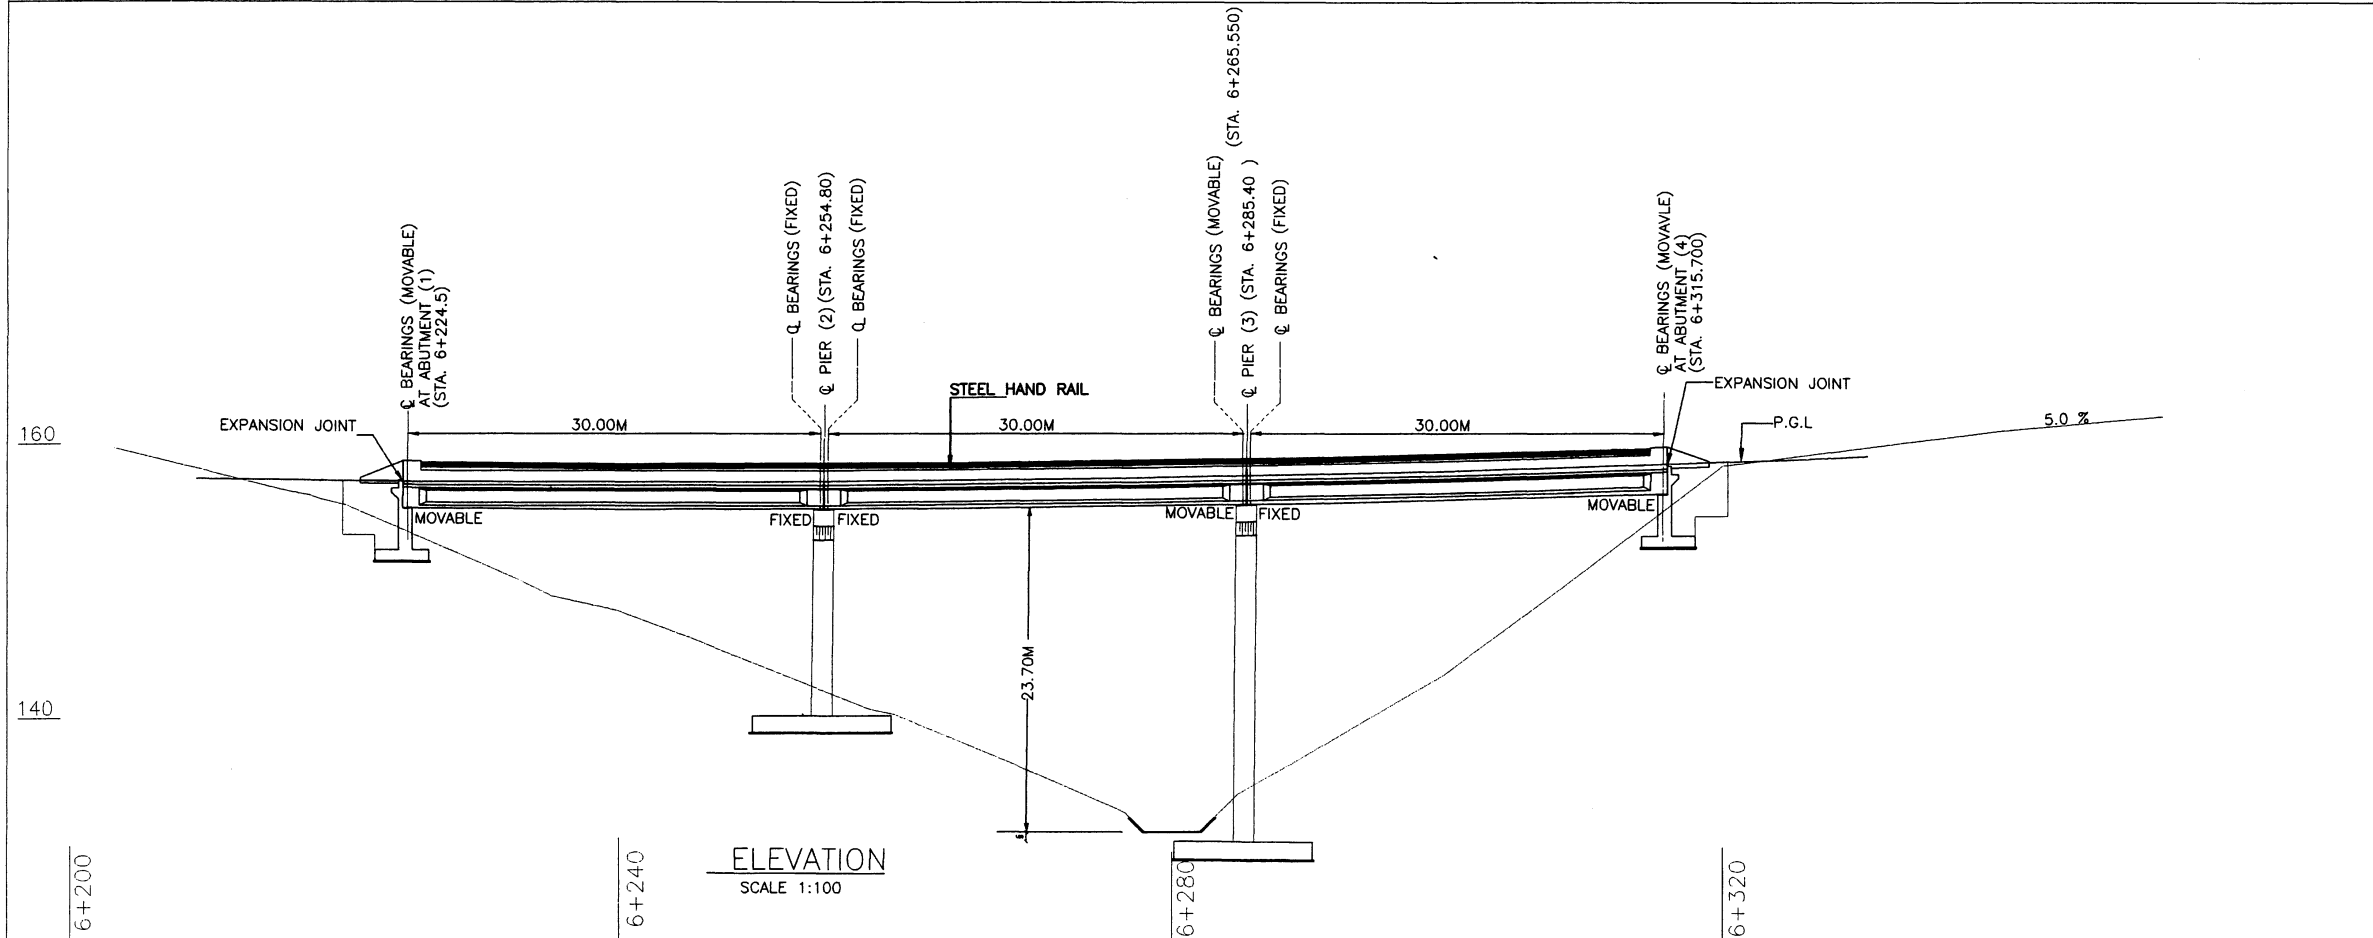 (STA. 6+265.550)
℄ BEARINGS (MOVABLE)
AT ABUTMENT (1)
(STA. 6+224.5)
℄ BEARINGS (FIXED)
℄ PIER (2) (STA. 6+254.80)
℄ BEARINGS (FIXED)
℄ BEARINGS (MOVABLE)
℄ PIER (3) (STA. 6+285.40 )
℄ BEARINGS (FIXED)
℄ BEARINGS (MOVAVLE)
AT ABUTMENT (4)
(STA. 6+315.700)
STEEL HAND RAIL
EXPANSION JOINT
EXPANSION JOINT
160
30.00M
30.00M
30.00M
P.G.L
5.0 %
MOVABLE
FIXED
FIXED
MOVABLE
FIXED
MOVABLE
23.70M
140
ELEVATION
SCALE 1:100
6+200
6+240
6+280
6+320